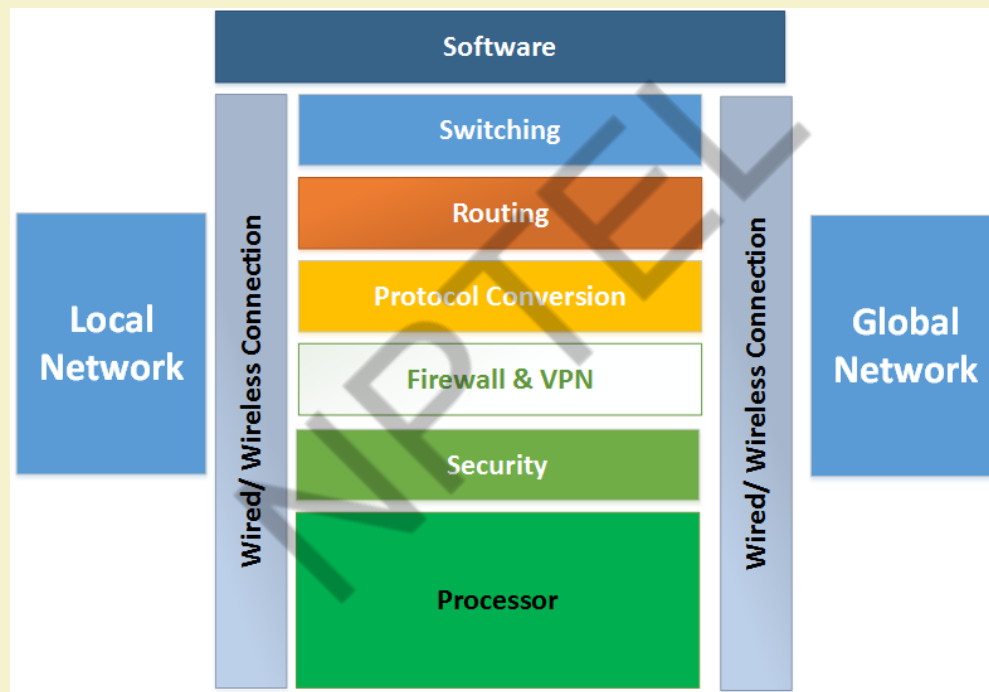 Software
Switching
Routing
Protocol Conversion
Firewall & VPN
Security
Processor
Local
Network
Wired/ Wireless Connection
Wired/ Wireless Connection
Global
Network
NPTEL